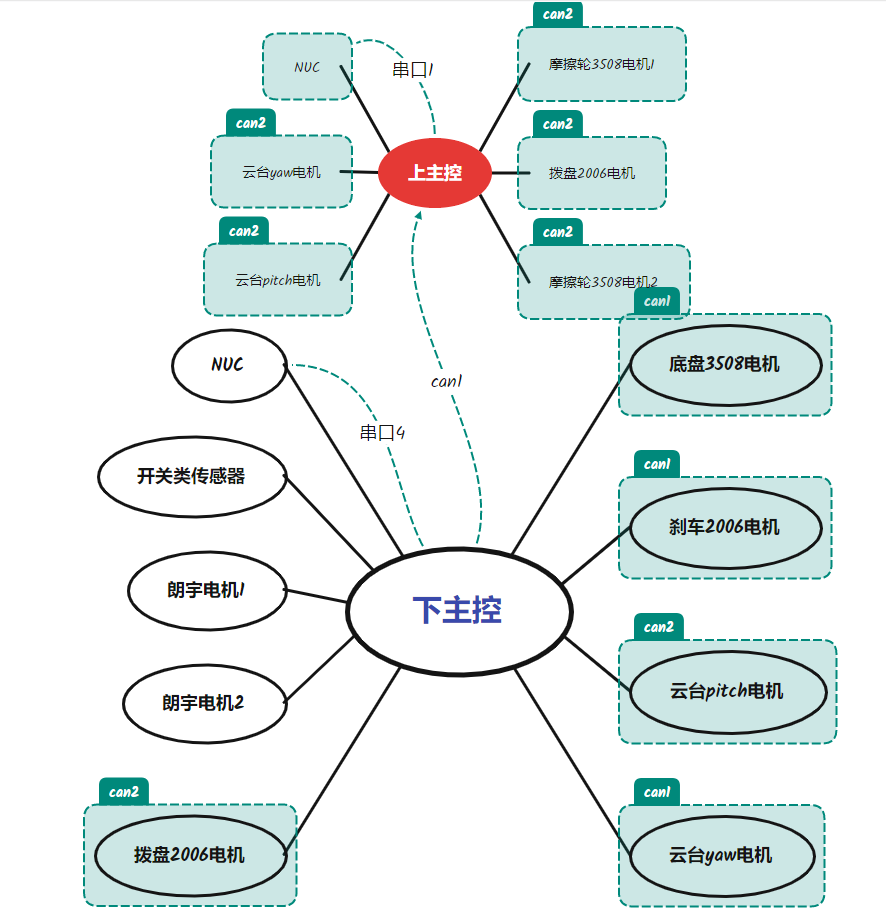 can2
NUC
串口1
摩擦轮3508电机1
can2
云台yaw电机
上主控
can2
拨盘2006电机
can2
云台pitch电机
can2
摩擦轮3508电机2
can1
底盘3508电机
NUC
can1
串口4
开关类传感器
can1
刹车2006电机
朗宇电机1
下主控
can2
云台pitch电机
朗宇电机2
can2
拨盘2006电机
can1
云台yaw电机